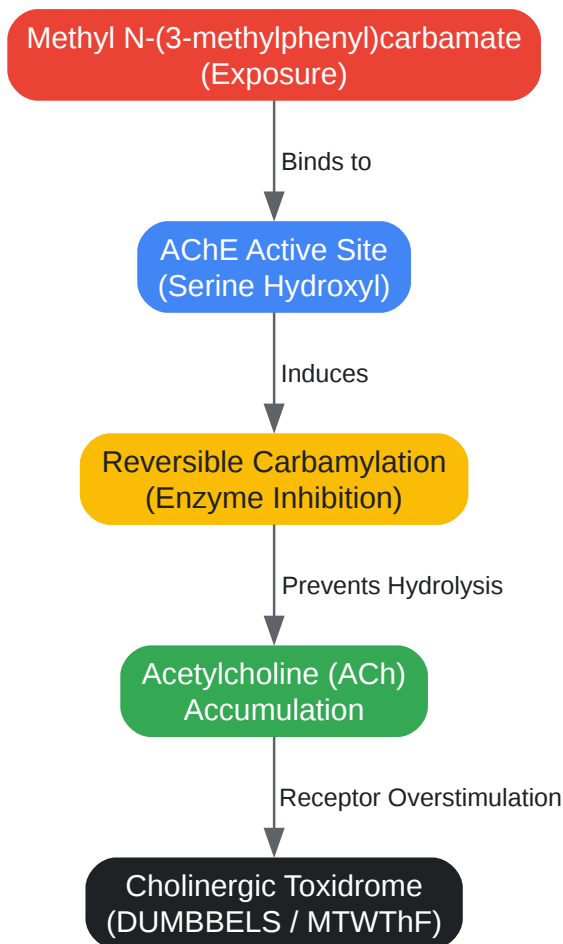 Methyl N-(3-methylphenyl)carbamate
(Exposure)
Binds to
AChE Active Site
(Serine Hydroxyl)
Induces
Reversible Carbamylation
(Enzyme Inhibition)
Prevents Hydrolysis
Acetylcholine (ACh)
Accumulation
Receptor Overstimulation
Cholinergic Toxidrome
(DUMBBELS / MTWThF)